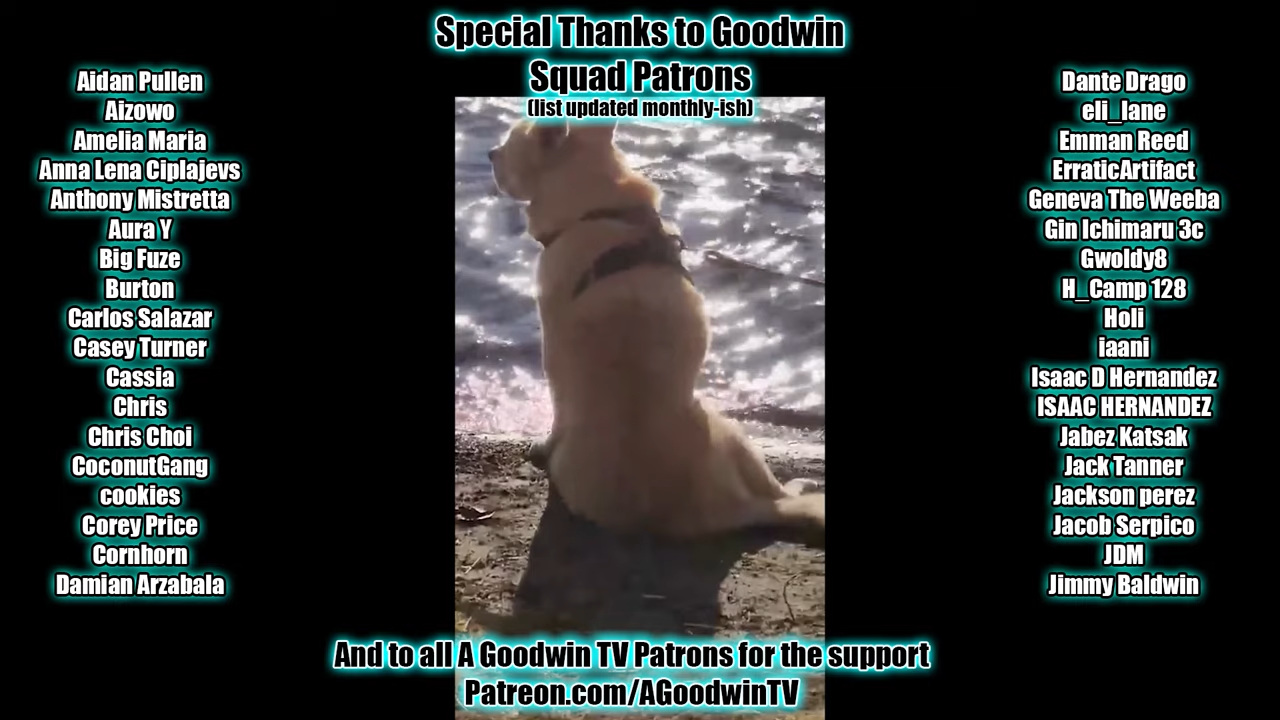 Special Thanks to Goodwin
Squad Patrons
(list updated monthly-ish)
Aidan Pullen
Aizowo
Amelia Maria
Anna Lena Ciplajevs
Anthony Mistretta
Aura Y
Big Fuze
Burton
Carlos Salazar
Casey Turner
Cassia
Chris
Chris Choi
CoconutGang
cookies
Corey Price
Cornhorn
Damian Arzabala
Dante Drago
eli_lane
Emman Reed
ErraticArtifact
Geneva The Weeba
Gin Ichimaru 3c
Gwoldy8
H_Camp 128
Holi
iaani
Isaac D Hernandez
ISAAC HERNANDEZ
Jabez Katsak
Jack Tanner
Jackson perez
Jacob Serpico
JDM
Jimmy Baldwin
And to all A Goodwin TV Patrons for the support
Patreon.com/AGoodwinTV